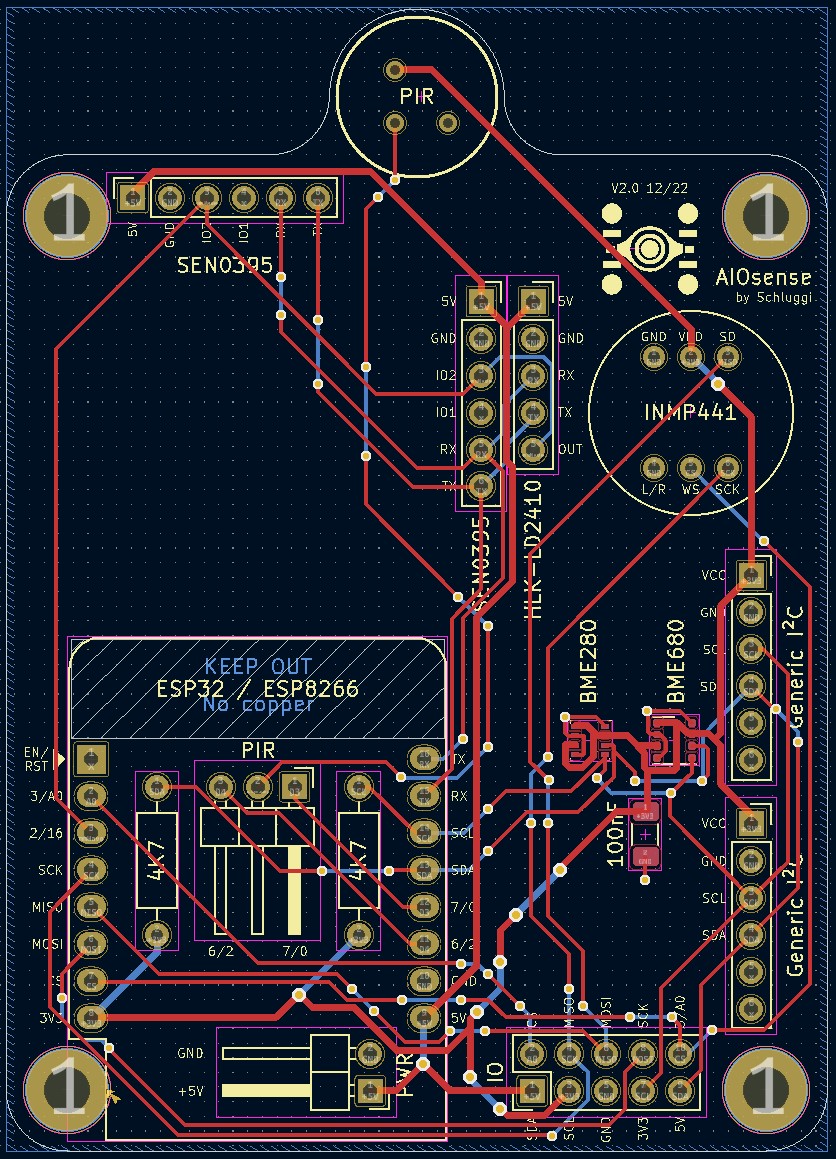 PIR
V2.0 12/22
1
1
5V
GND
IO2
IO1
RX
TX
SEN0395
AIOsense
by Schluggi
5V
GND
IO2
IO1
RX
TX
SEN0395
5V
GND
RX
TX
OUT
HLK-LD2410
GND
VDD
SD
INMP441
L/R
WS
SCK
VCC
GND
SCL
SDA
Generic I²C
BME280
BME680
KEEP OUT
ESP32 / ESP8266
No copper
EN/
RST
3/A0
2/16
SCK
MISO
MOSI
CS
3V3
TX
RX
SCL
SDA
7/0
6/2
GND
5V
PIR
4K7
4K7
6/2
7/0
100nF
VCC
GND
SCL
SDA
Generic I²C
GND
+5V
PWR
IO
CS
MISO
MOSI
SCK
3/A0
SDA
SCL
GND
3V3
5V
1
1